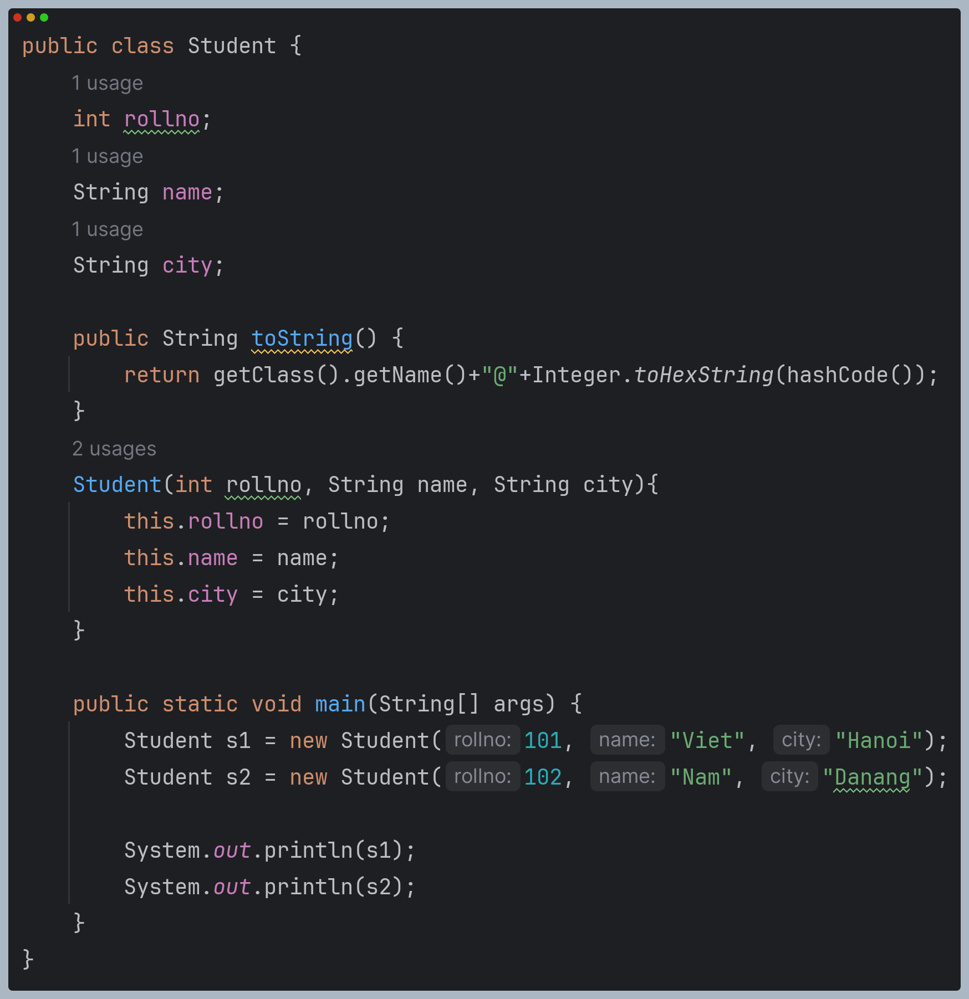 public class Student {
1 usage
int rollno;
1 usage
String name;
1 usage
String city;
public String toString() {
return getClass().getName()+"@"+Integer.toHexString(hashCode());
}
2 usages
Student(int rollno, String name, String city){
this.rollno = rollno;
this.name = name;
this.city = city;
}
public static void main(String[] args) {
Student s1 = new Student( rollno: 101, name: "Viet", city: "Hanoi");
Student s2 = new Student( rollno: 102, name: "Nam", city: "Danang");
System.out.println(s1);
System.out.println(s2);
}
}